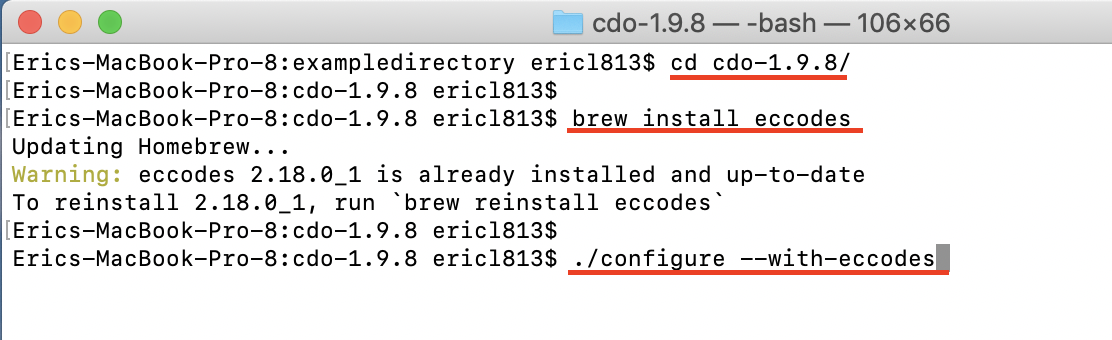 cdo-1.9.8 — -bash — 106×66
[Erics-MacBook-Pro-8:exampledirectory ericl813$ cd cdo-1.9.8/
[Erics-MacBook-Pro-8:cdo-1.9.8 ericl813$
[Erics-MacBook-Pro-8:cdo-1.9.8 ericl813$ brew install eccodes
Updating Homebrew...
Warning: eccodes 2.18.0_1 is already installed and up-to-date
To reinstall 2.18.0_1, run `brew reinstall eccodes`
[Erics-MacBook-Pro-8:cdo-1.9.8 ericl813$
Erics-MacBook-Pro-8:cdo-1.9.8 ericl813$ ./configure --with-eccodes